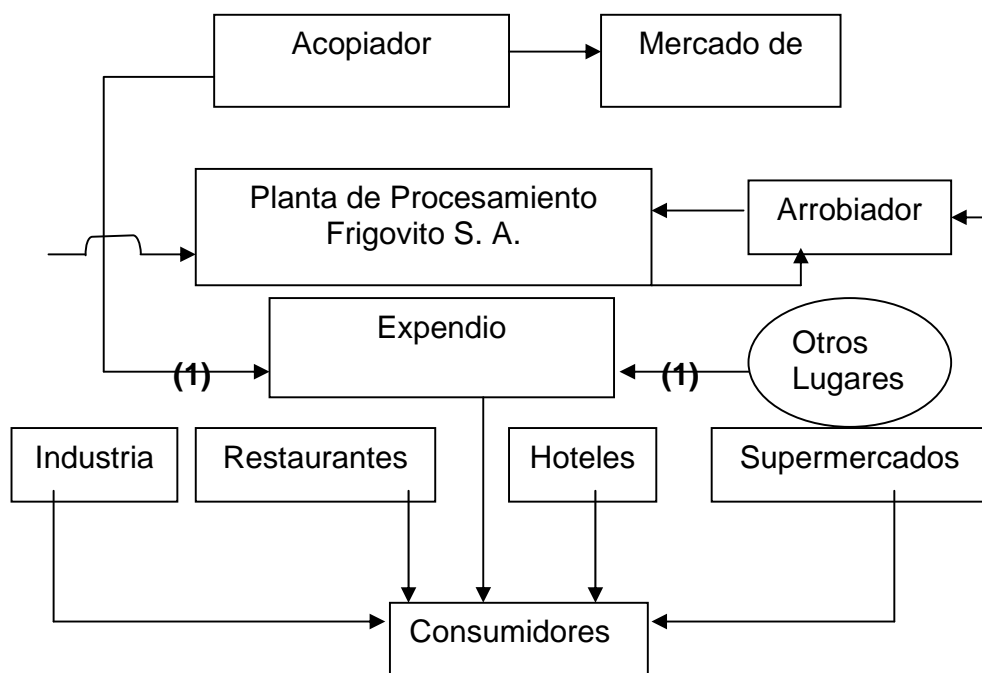 Acopiador
Mercado de
Planta de Procesamiento
Frigovito S. A.
Arrobiador
Expendio
Otros
Lugares
(1)
(1)
Industria
Restaurantes
Hoteles
Supermercados
Consumidores